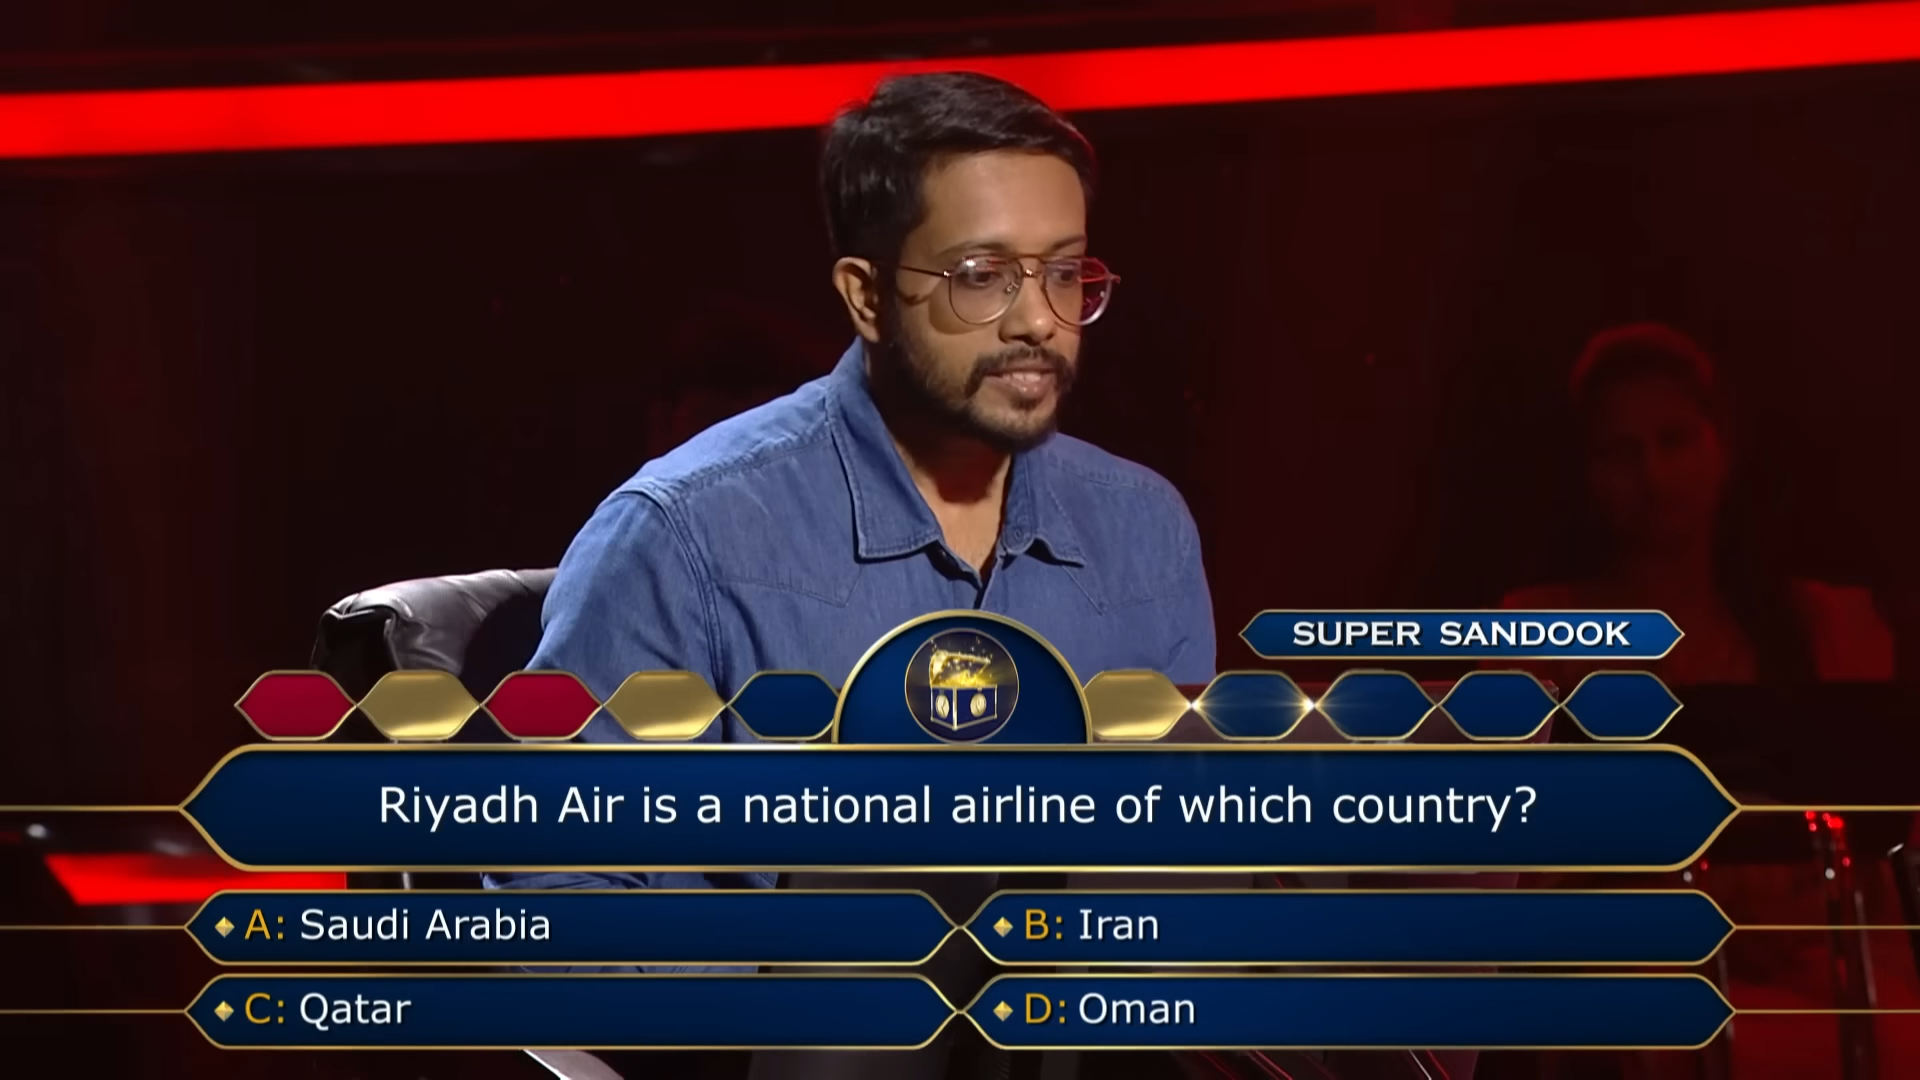 SUPER SANDOOK
Riyadh Air is a national airline of which country?
A: Saudi Arabia
B: Iran
C: Qatar
D: Oman